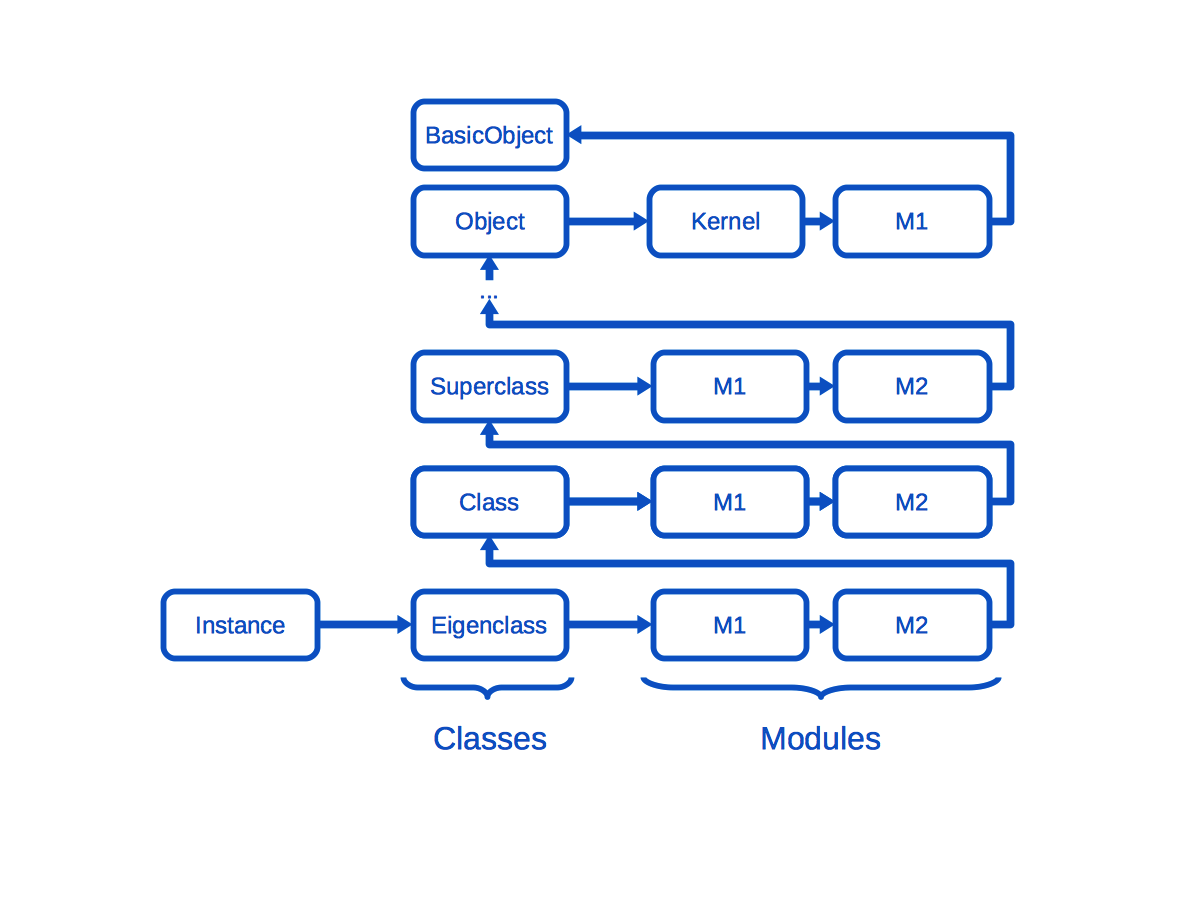 BasicObject
Object Kernel M1
...
Superclass M1 M2
Class M1 M2
Instance Eigenclass M1 M2
Classes Modules